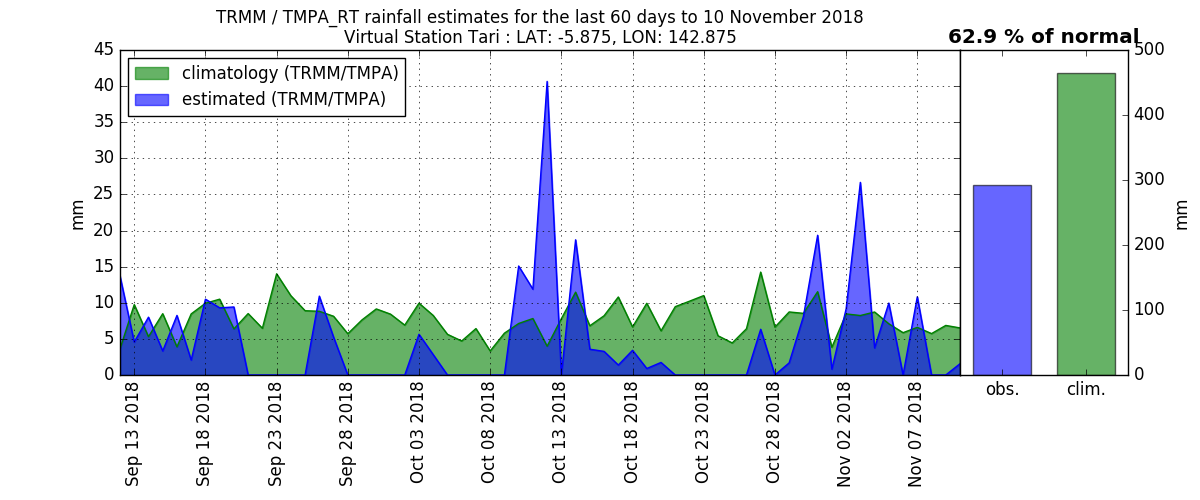 TRMM / TMPA_RT rainfall estimates for the last 60 days to 10 November 2018
Virtual Station Tari : LAT: -5.875, LON: 142.875
62.9 % of normal
climatology (TRMM/TMPA)
estimated (TRMM/TMPA)
mm
45
40
35
30
25
20
15
10
5
0
Sep 13 2018
Sep 18 2018
Sep 23 2018
Sep 28 2018
Oct 03 2018
Oct 08 2018
Oct 13 2018
Oct 18 2018
Oct 23 2018
Oct 28 2018
Nov 02 2018
Nov 07 2018
obs.
clim.
500
400
300
200
100
0
mm